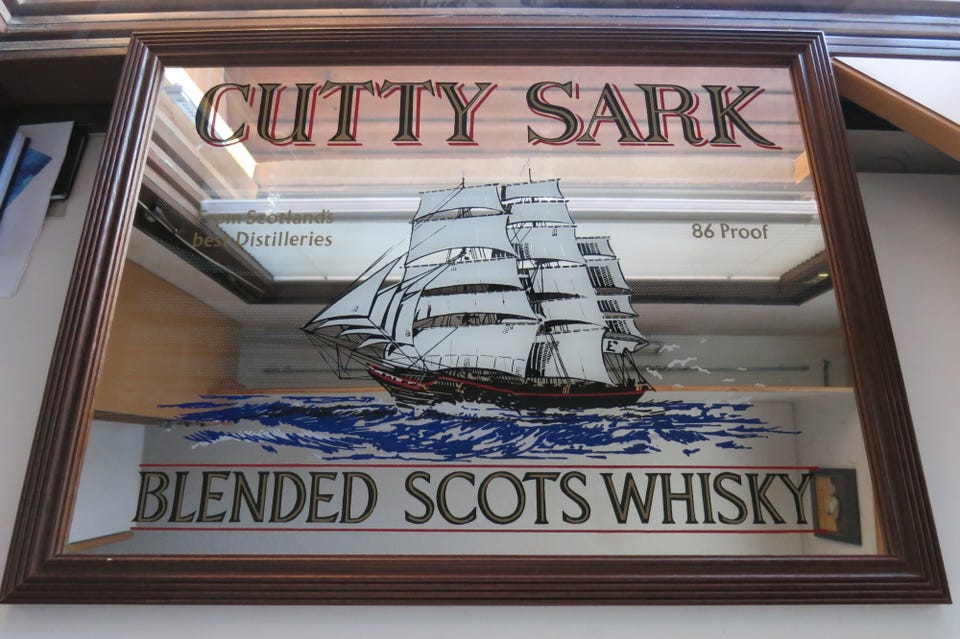 CUTTY SARK
From Scotland's
best Distilleries
86 Proof
BLENDED SCOTS WHISKY